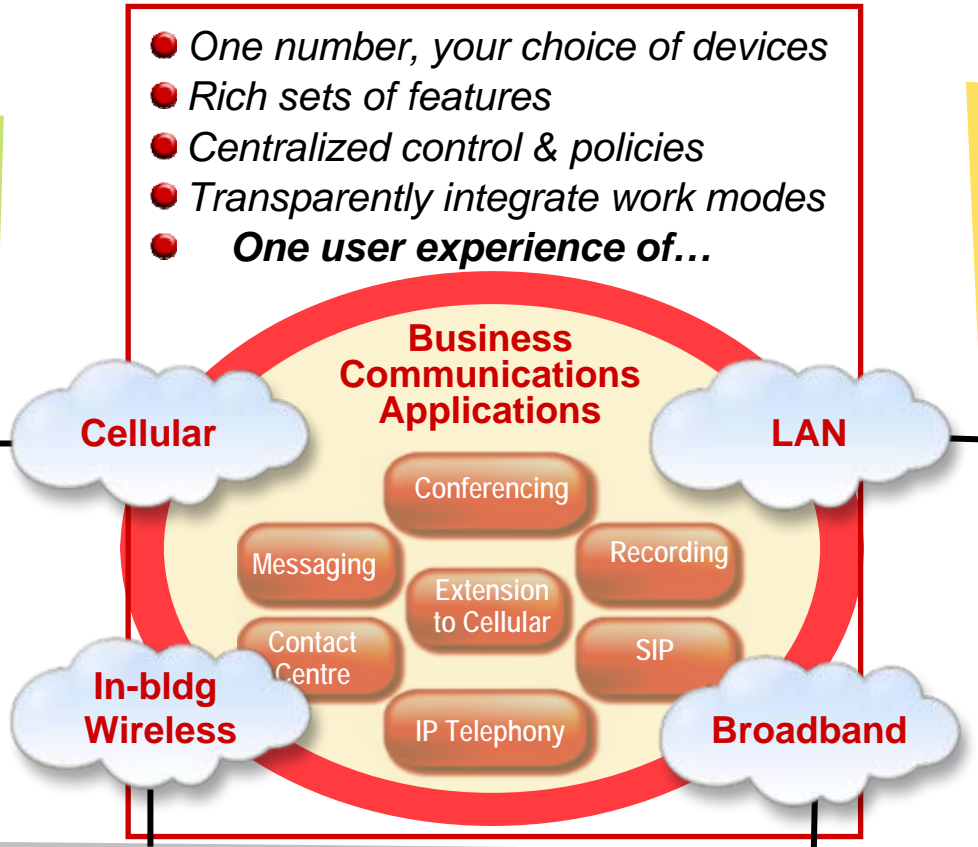 One number, your choice of devices
Rich sets of features
Centralized control & policies
Transparently integrate work modes
One user experience of…
Business
Communications
Applications
Cellular
LAN
Conferencing
Messaging
Recording
Extension
to Cellular
Contact
Centre
SIP
In-bldg
Wireless
IP Telephony
Broadband